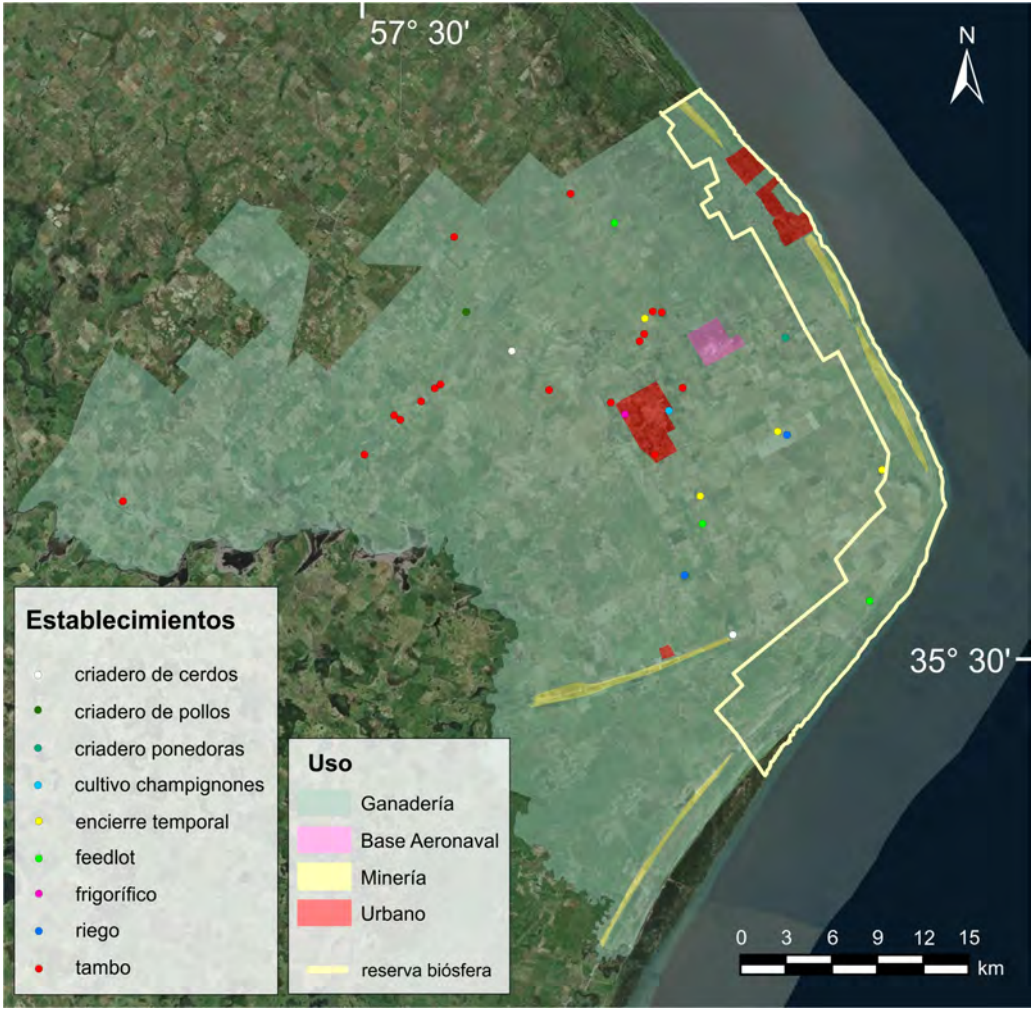 57° 30'
N
35° 30'
Establecimientos
criadero de cerdos
criadero de pollos
criadero ponedoras
cultivo champignones
encierre temporal
feedlot
frigorífico
riego
tambo
Uso
Ganadería
Base Aeronaval
Minería
Urbano
reserva biósfera
0 3 6 9 12 15
km